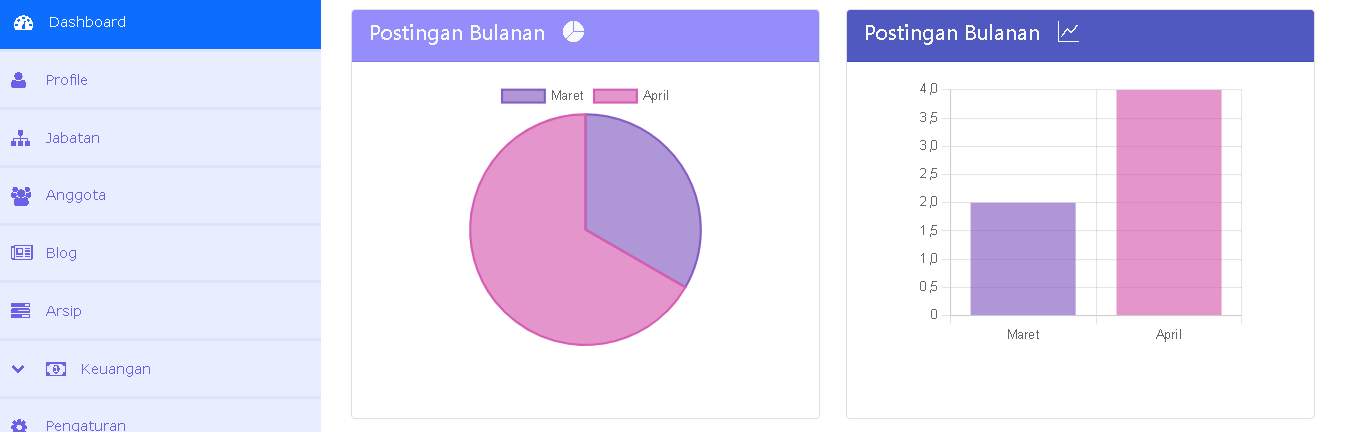 Dashboard
Profile
Jabatan
Anggota
Blog
Arsip
Keuangan
Pengaturan
Postingan Bulanan
Maret April
Postingan Bulanan
4,0
3,5
3,0
2,5
2,0
1,5
1,0
0,5
0
Maret April